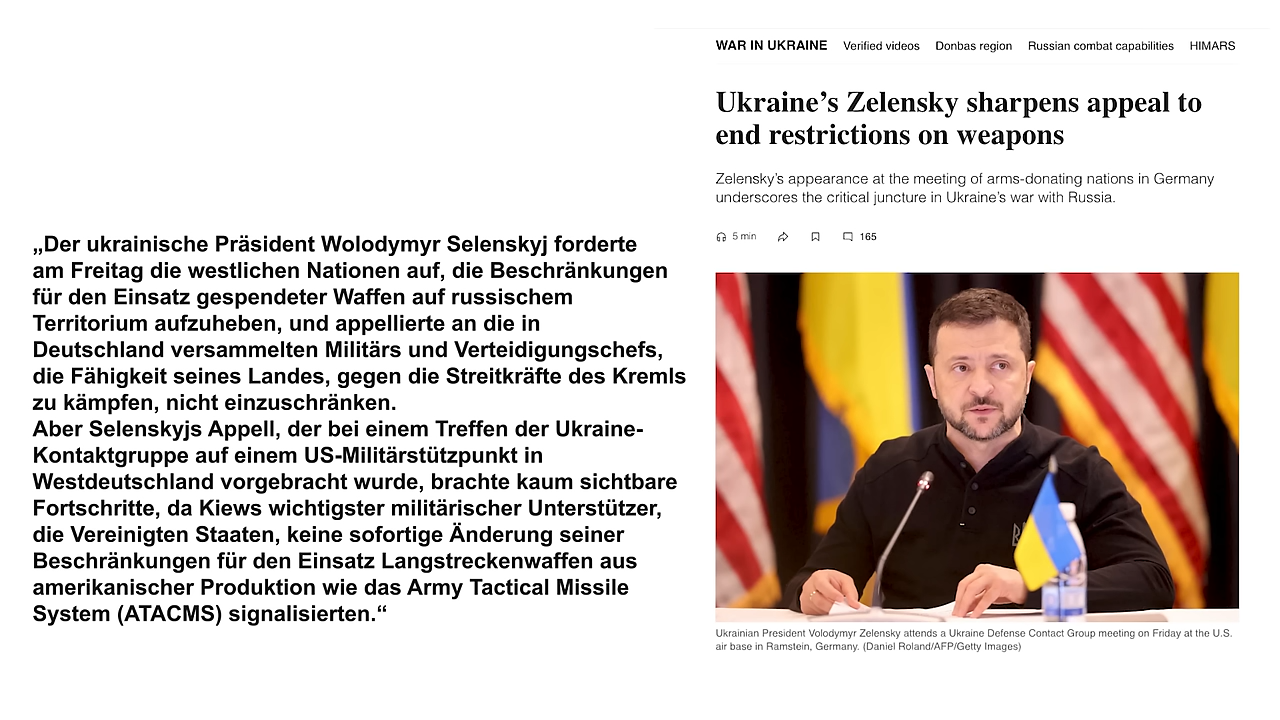 „Der ukrainische Präsident Wolodymyr Selenskyj forderte
am Freitag die westlichen Nationen auf, die Beschränkungen
für den Einsatz gespendeter Waffen auf russischem
Territorium aufzuheben, und appellierte an die in
Deutschland versammelten Militärs und Verteidigungschefs,
die Fähigkeit seines Landes, gegen die Streitkräfte des Kremls
zu kämpfen, nicht einzuschränken.
Aber Selenskyjs Appell, der bei einem Treffen der Ukraine-
Kontaktgruppe auf einem US-Militärstützpunkt in
Westdeutschland vorgebracht wurde, brachte kaum sichtbare
Fortschritte, da Kiews wichtigster militärischer Unterstützer,
die Vereinigten Staaten, keine sofortige Änderung seiner
Beschränkungen für den Einsatz Langstreckenwaffen aus
amerikanischer Produktion wie das Army Tactical Missile
System (ATACMS) signalisierten.“
WAR IN UKRAINE Verified videos Donbas region Russian combat capabilities HIMARS
Ukraine’s Zelensky sharpens appeal to
end restrictions on weapons
Zelensky’s appearance at the meeting of arms-donating nations in Germany
underscores the critical juncture in Ukraine’s war with Russia.
5 min 165
Ukrainian President Volodymyr Zelensky attends a Ukraine Defense Contact Group meeting on Friday at the U.S.
air base in Ramstein, Germany. (Daniel Roland/AFP/Getty Images)